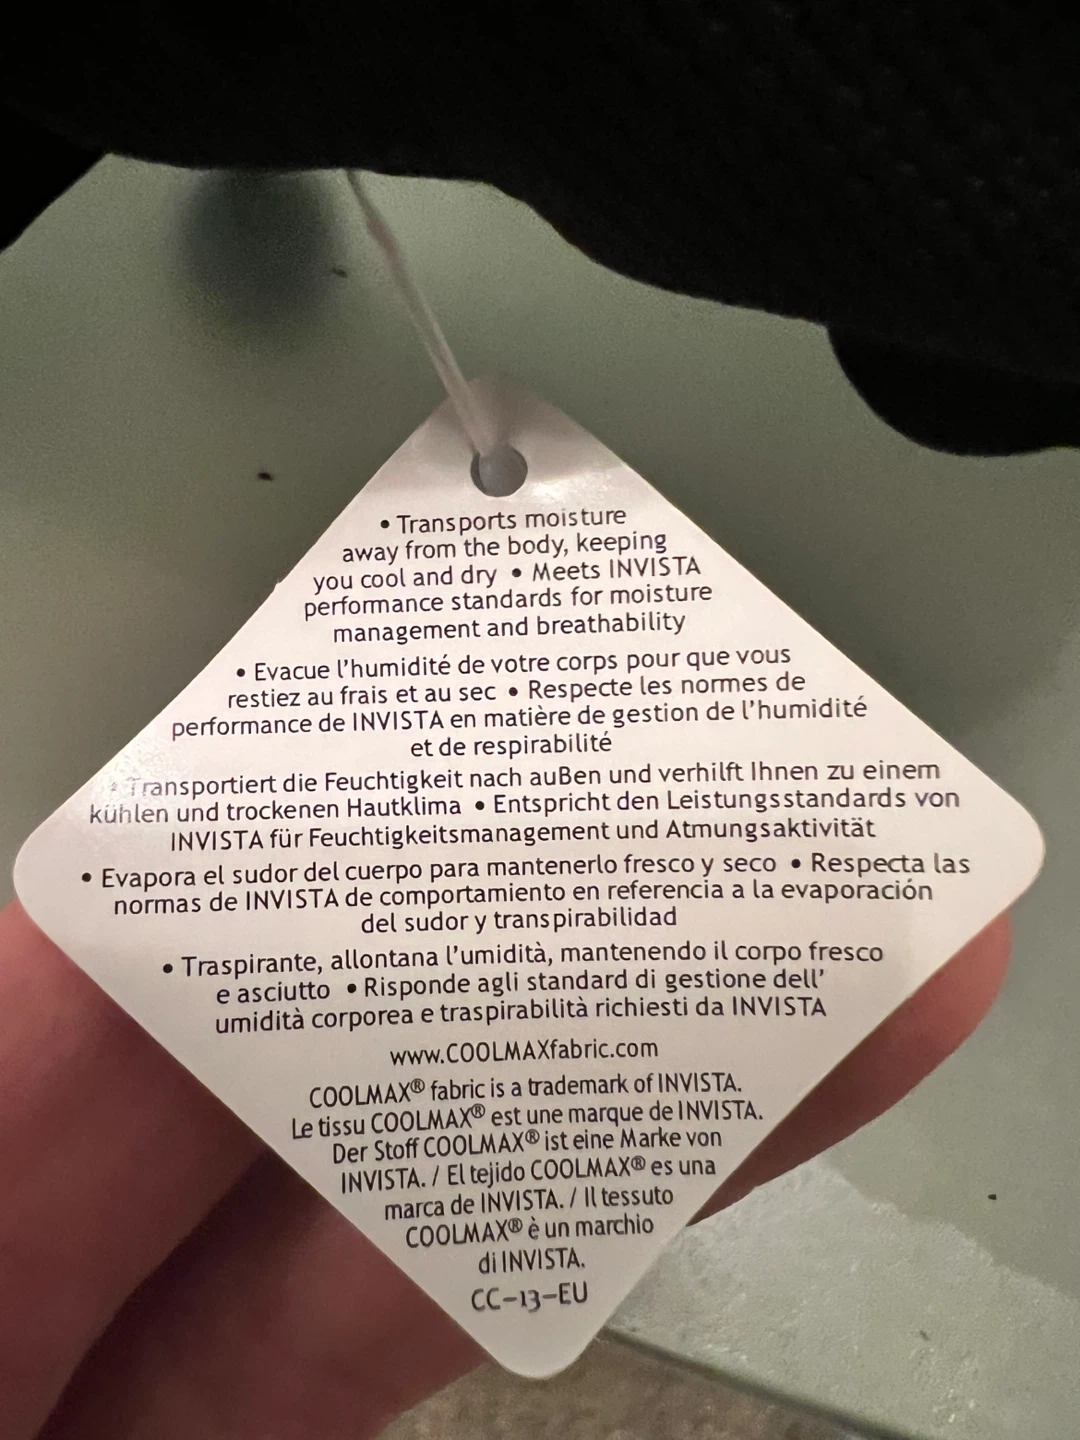 • Transports moisture
away from the body, keeping
you cool and dry • Meets INVISTA
performance standards for moisture
management and breathability
• Evacue l'humidité de votre corps pour que vous
restiez au frais et au sec • Respecte les normes de
performance de INVISTA en matière de gestion de l'humidité
et de respirabilité
• Transportiert die Feuchtigkeit nach außen und verhilft Ihnen zu einem
kühlen und trockenen Hautklima • Entspricht den Leistungsstandards von
INVISTA für Feuchtigkeitsmanagement und Atmungsaktivität
• Evapora el sudor del cuerpo para mantenerlo fresco y seco • Respecta las
normas de INVISTA de comportamiento en referencia a la evaporación
del sudor y transpirabilidad
• Traspirante, allontana l'umidità, mantenendo il corpo fresco
e asciutto • Risponde agli standard di gestione dell'
umidità corporea e traspirabilità richiesti da INVISTA
www.COOLMAXfabric.com
COOLMAX® fabric is a trademark of INVISTA.
Le tissu COOLMAX® est une marque de INVISTA.
Der Stoff COOLMAX® ist eine Marke von
INVISTA. / El tejido COOLMAX® es una
marca de INVISTA. / Il tessuto
COOLMAX® è un marchio
di INVISTA.
CC-13-EU